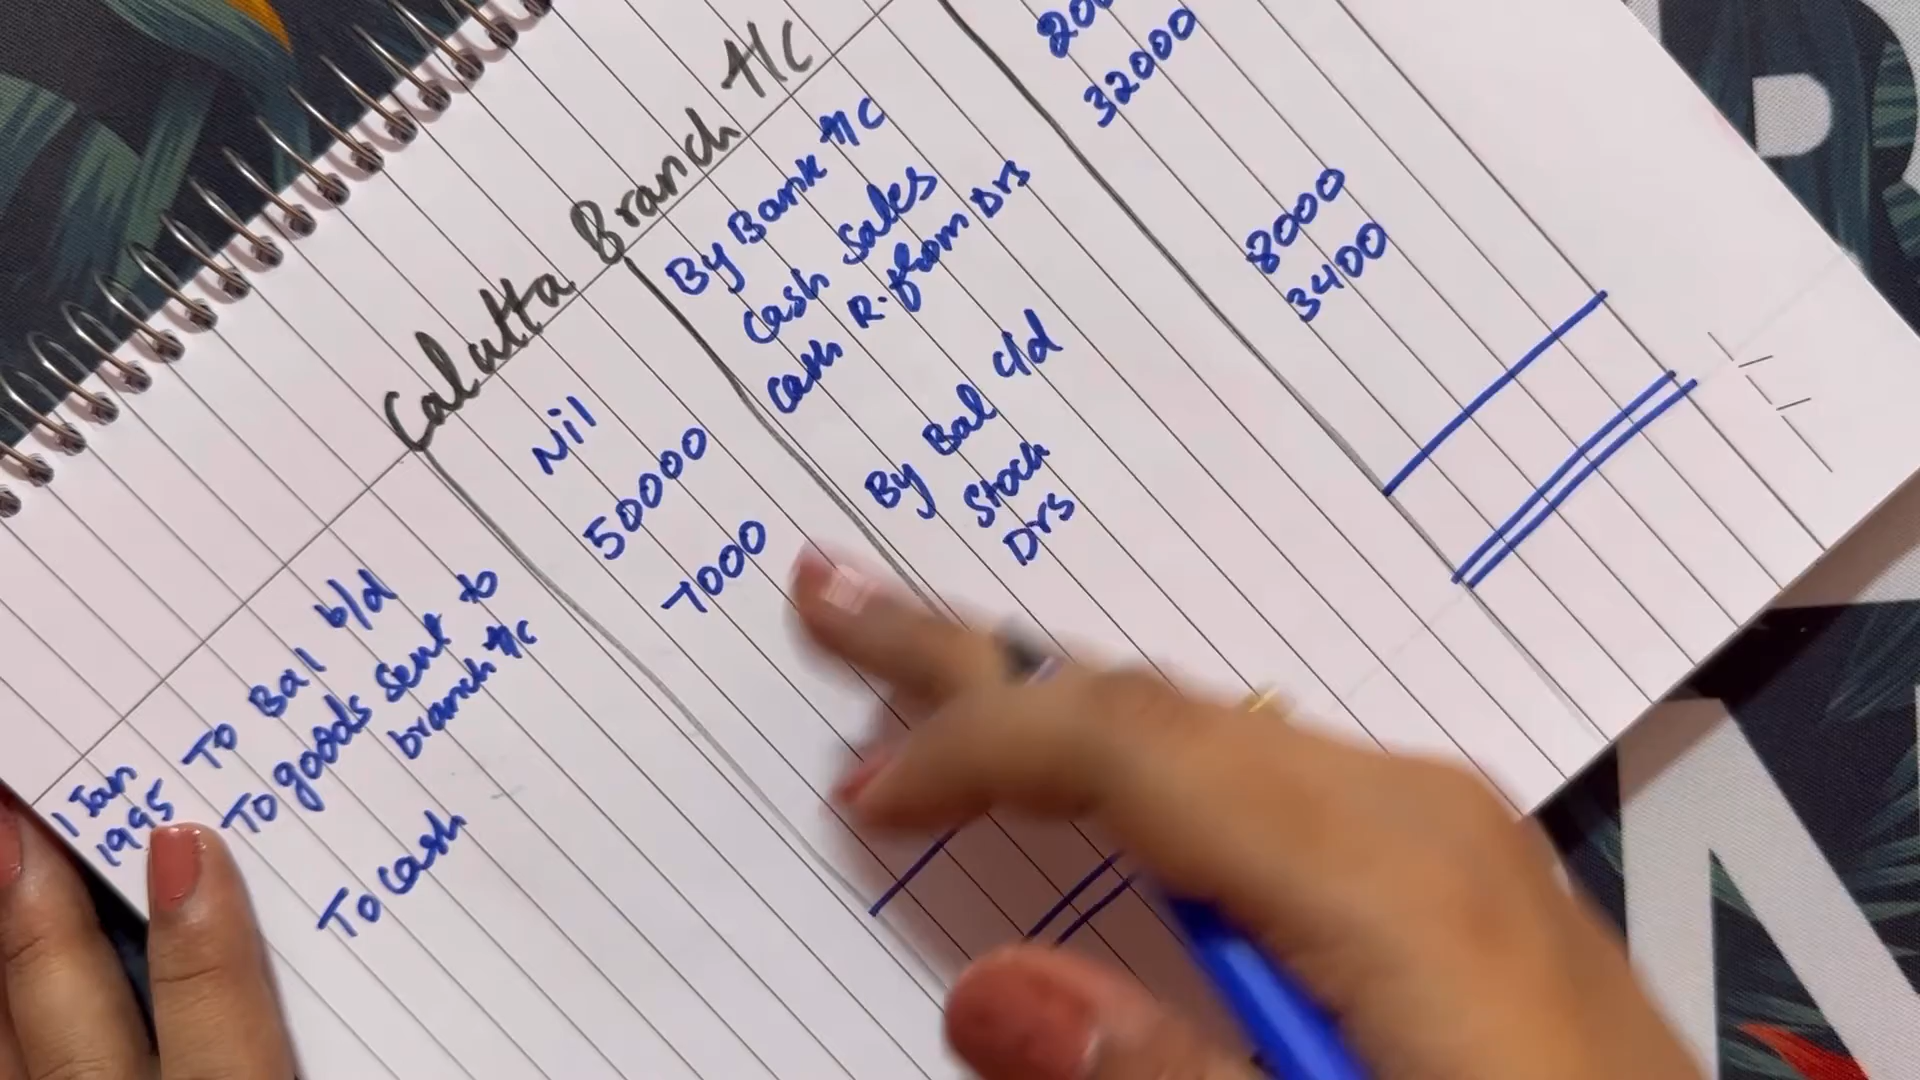 Calutta Branch A/C
1 Jan
1995
To Bal b/d
Nil
To goods sent to
branch A/C
50000
To cash
7000
By Bank A/C
Cash Sales
Cash R. from Drs
32000
By Bal c/d
Stock
8000
Drs
3400